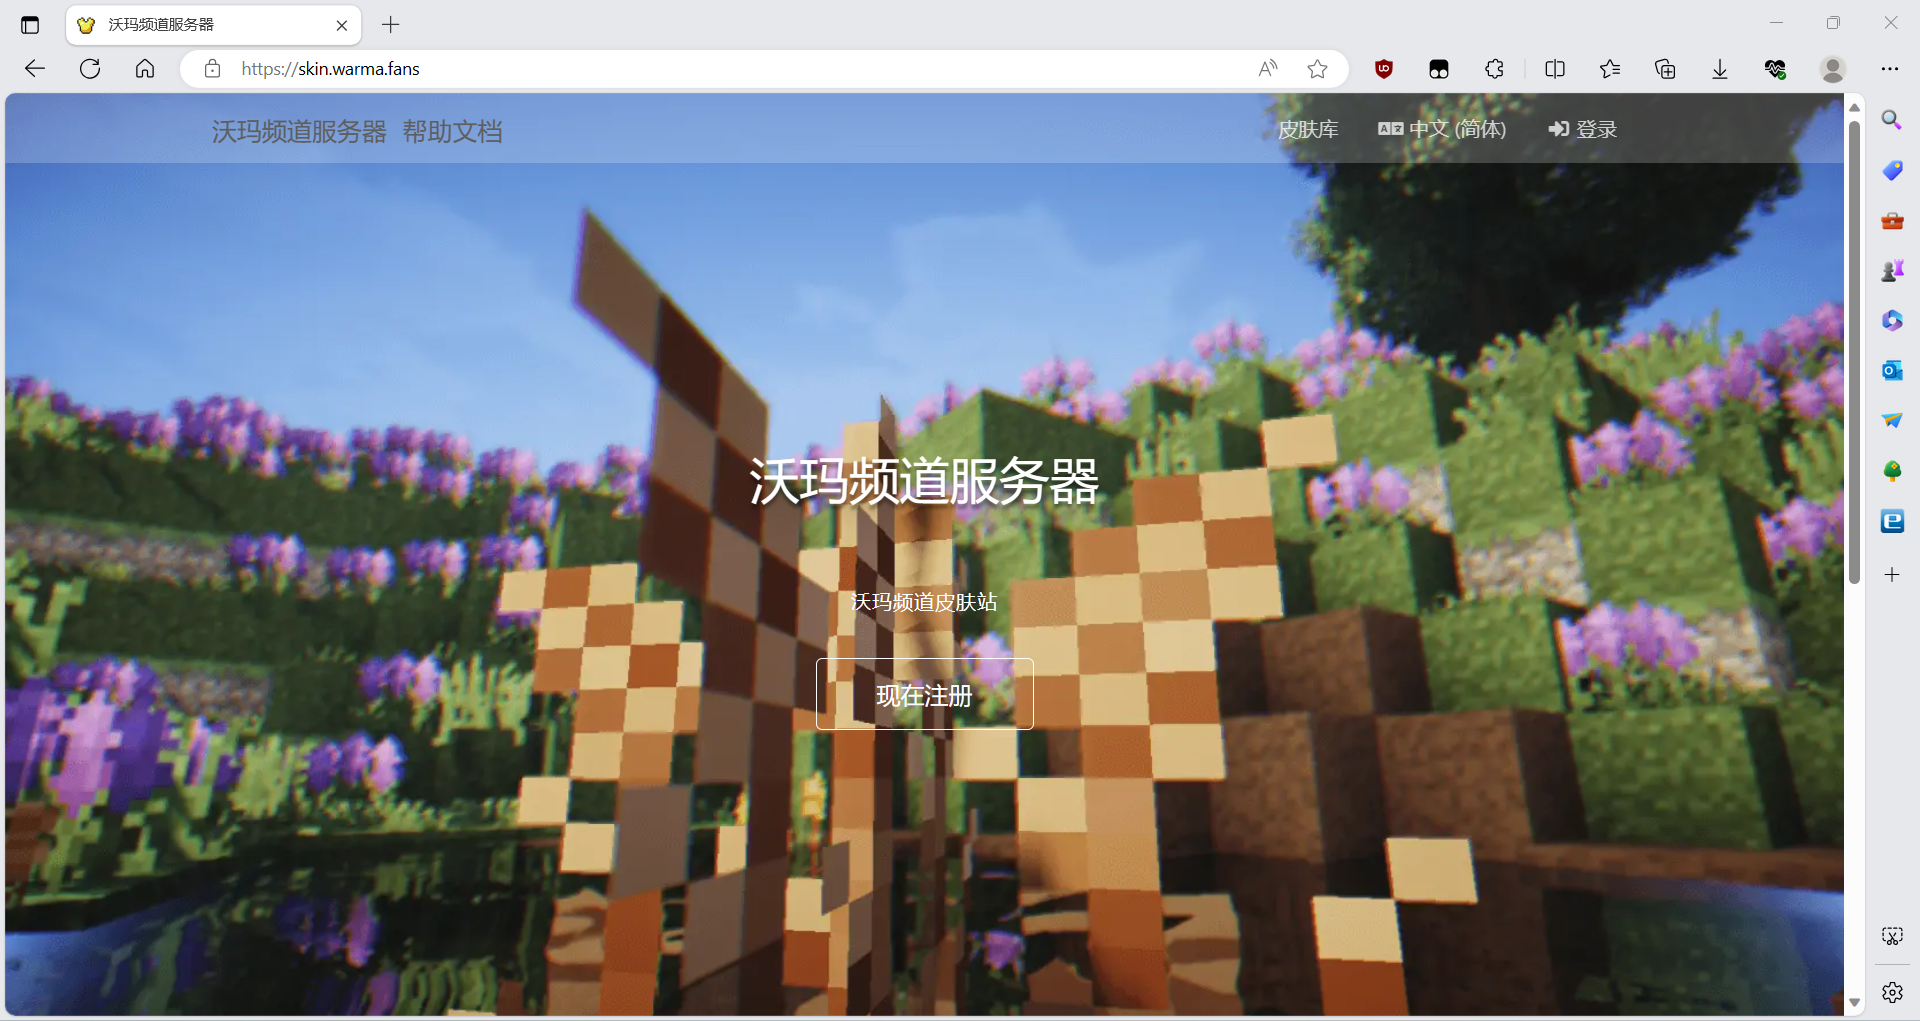 沃玛频道服务器
https://skin.warma.fans
沃玛频道服务器 帮助文档 皮肤库 中文 (简体) 登录
沃玛频道服务器
沃玛频道皮肤站
现在注册